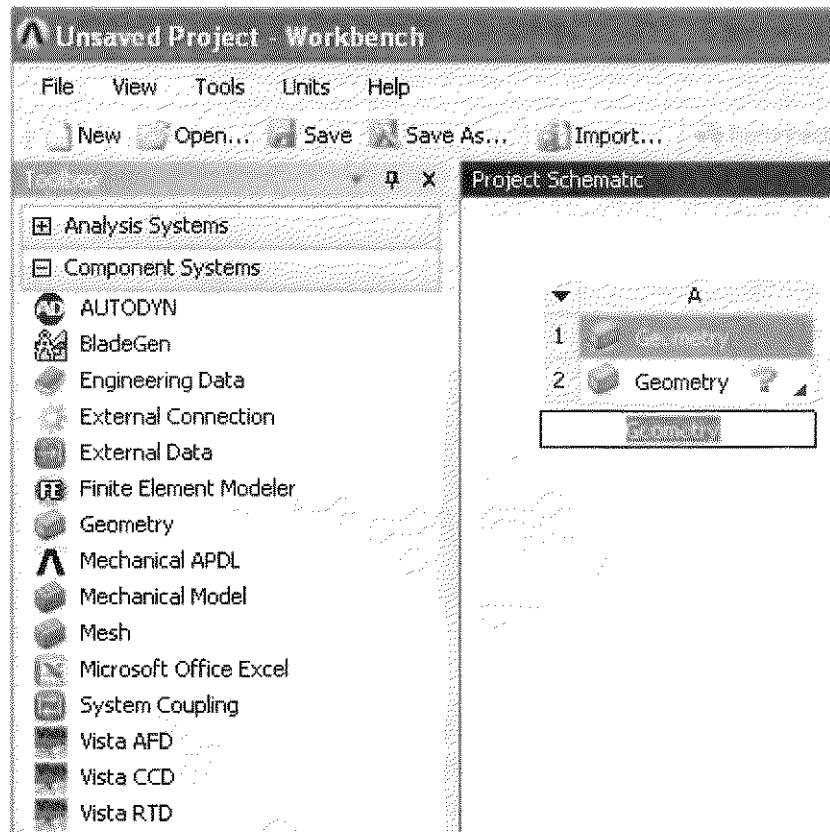 Unsaved Project - Workbench
File View Tools Units Help
New Open... Save Save As... Import...
Toolbox
Project Schematic
Analysis Systems
Component Systems
AUTODYN
BladeGen
Engineering Data
External Connection
External Data
Finite Element Modeler
Geometry
Mechanical APDL
Mechanical Model
Mesh
Microsoft Office Excel
System Coupling
Vista AFD
Vista CCD
Vista RTD
A
1 Geometry
2 Geometry ?
Geometry